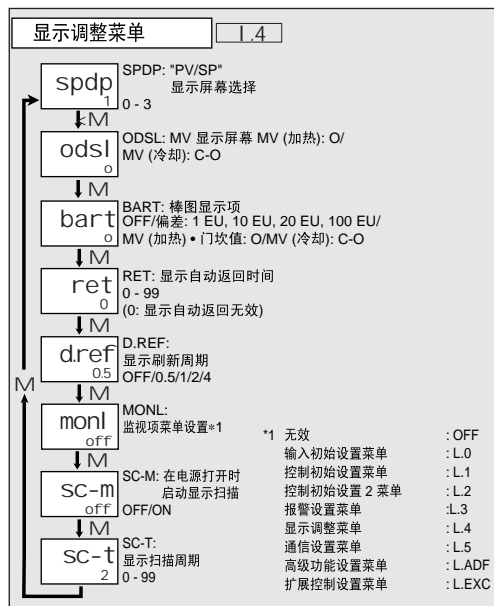 显示调整菜单 l.4
spdp
1
SPDP: "PV/SP"
显示屏幕选择
0 - 3
M
odsl
o
ODSL: MV 显示屏幕 MV (加热): O/
MV (冷却): C-O
M
bart
o
BART: 棒图显示项
OFF/偏差: 1 EU, 10 EU, 20 EU, 100 EU/
MV (加热) • 门坎值: O/MV (冷却): C-O
M
ret
0
RET: 显示自动返回时间
0 - 99
(0: 显示自动返回无效)
M
d.ref
0.5
D.REF:
显示刷新周期
OFF/0.5/1/2/4
M
M
monl
off
MONL:
监视项菜单设置*1
M
sc-m
off
SC-M: 在电源打开时
启动显示扫描
OFF/ON
M
sc-t
2
SC-T:
显示扫描周期
0 - 99
*1 无效 : OFF
输入初始设置菜单 : L.0
控制初始设置菜单 : L.1
控制初始设置 2 菜单 : L.2
报警设置菜单 :L.3
显示调整菜单 : L.4
通信设置菜单 : L.5
高级功能设置菜单 : L.ADF
扩展控制设置菜单 : L.EXC